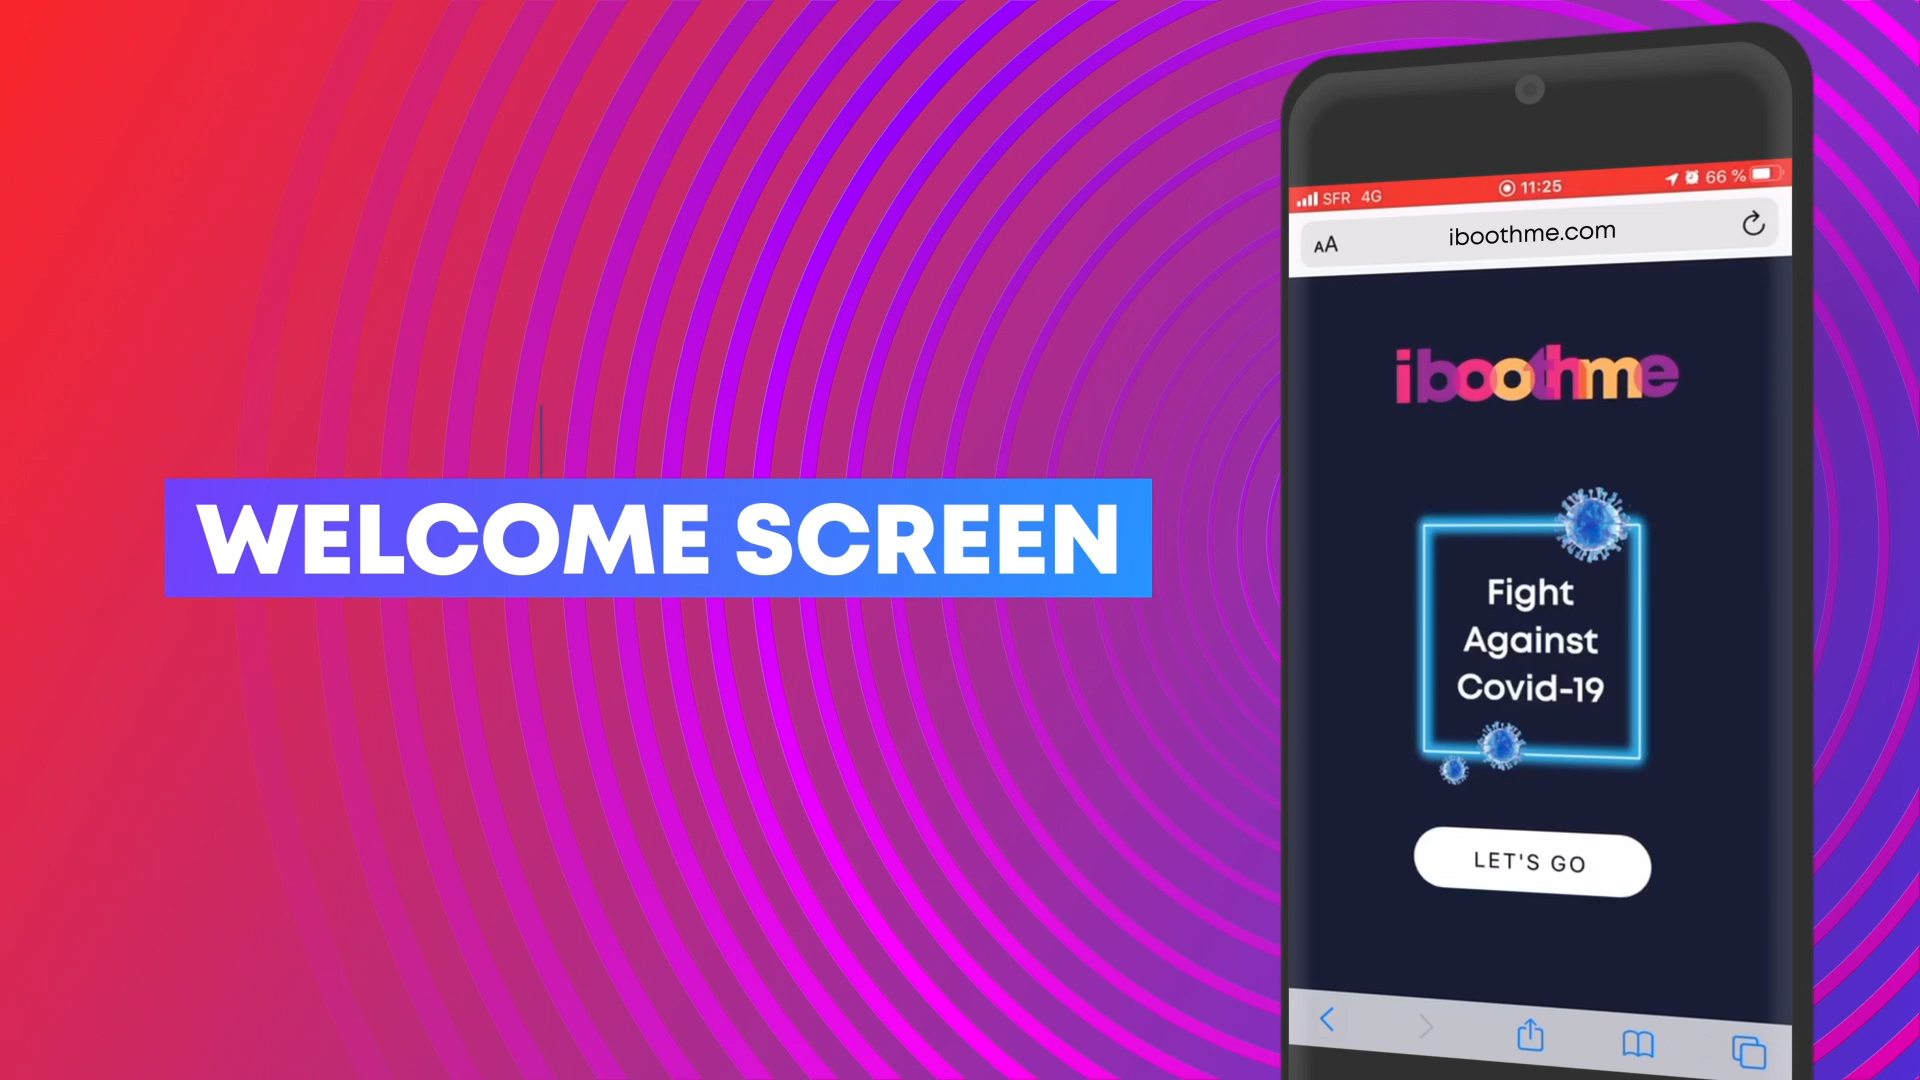 WELCOME SCREEN
SFR 4G 11:25 66 %
AA iboothme.com
iboothme
Fight
Against
Covid-19
LET'S GO